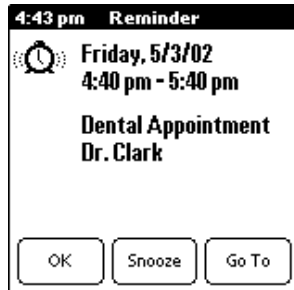 4:43 pm Reminder
Friday, 5/3/02
4:40 pm - 5:40 pm
Dental Appointment
Dr. Clark
OK Snooze Go To